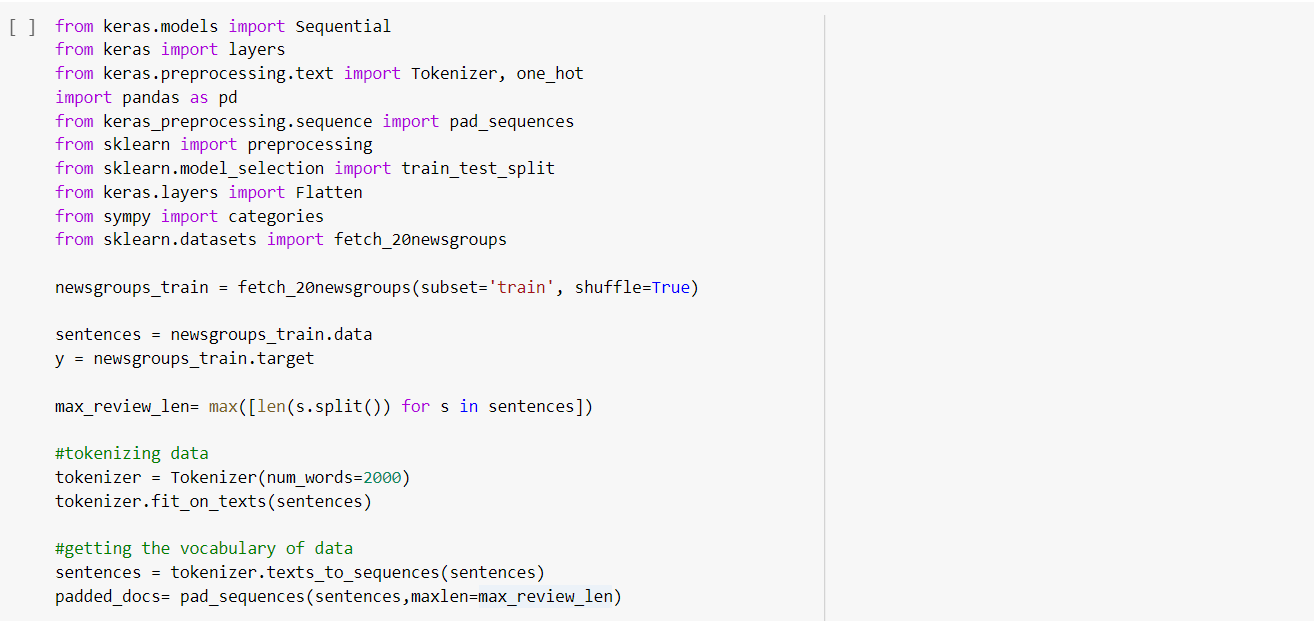 [ ] from keras.models import Sequential
from keras import layers
from keras.preprocessing.text import Tokenizer, one_hot
import pandas as pd
from keras_preprocessing.sequence import pad_sequences
from sklearn import preprocessing
from sklearn.model_selection import train_test_split
from keras.layers import Flatten
from sympy import categories
from sklearn.datasets import fetch_20newsgroups
newsgroups_train = fetch_20newsgroups(subset='train', shuffle=True)
sentences = newsgroups_train.data
y = newsgroups_train.target
max_review_len= max([len(s.split()) for s in sentences])
#tokenizing data
tokenizer = Tokenizer(num_words=2000)
tokenizer.fit_on_texts(sentences)
#getting the vocabulary of data
sentences = tokenizer.texts_to_sequences(sentences)
padded_docs= pad_sequences(sentences,maxlen=max_review_len)